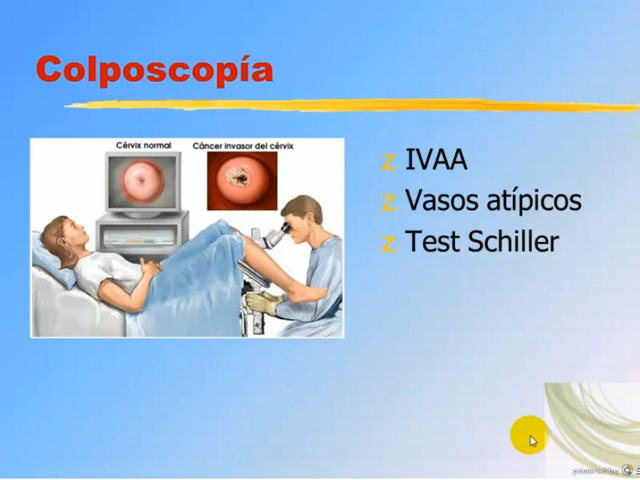 Colposcopía
Cérvix normal
Cáncer invasor del cérvix
z IVAA
z Vasos atípicos
z Test Schiller